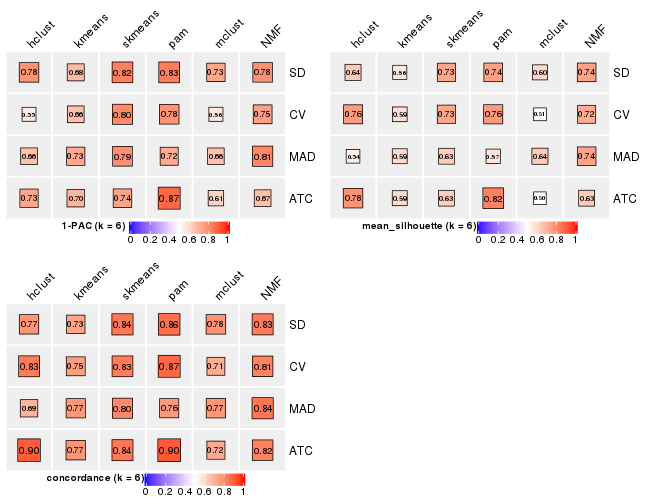 hclust kmeans skmeans pam mclust NMF
0.78 0.68 0.82 0.83 0.73 0.78 SD
0.55 0.66 0.80 0.78 0.56 0.75 CV
0.66 0.73 0.79 0.72 0.66 0.81 MAD
0.73 0.70 0.74 0.87 0.61 0.67 ATC
1-PAC (k = 6)
0 0.2 0.4 0.6 0.8 1
hclust kmeans skmeans pam mclust NMF
0.64 0.56 0.73 0.74 0.60 0.74 SD
0.76 0.59 0.73 0.76 0.51 0.72 CV
0.54 0.59 0.63 0.57 0.64 0.74 MAD
0.78 0.59 0.63 0.82 0.50 0.63 ATC
mean_silhouette (k = 6)
0 0.2 0.4 0.6 0.8 1
hclust kmeans skmeans pam mclust NMF
0.77 0.73 0.84 0.86 0.78 0.83 SD
0.83 0.75 0.83 0.87 0.71 0.81 CV
0.69 0.77 0.80 0.76 0.77 0.84 MAD
0.90 0.77 0.84 0.90 0.72 0.82 ATC
concordance (k = 6)
0 0.2 0.4 0.6 0.8 1